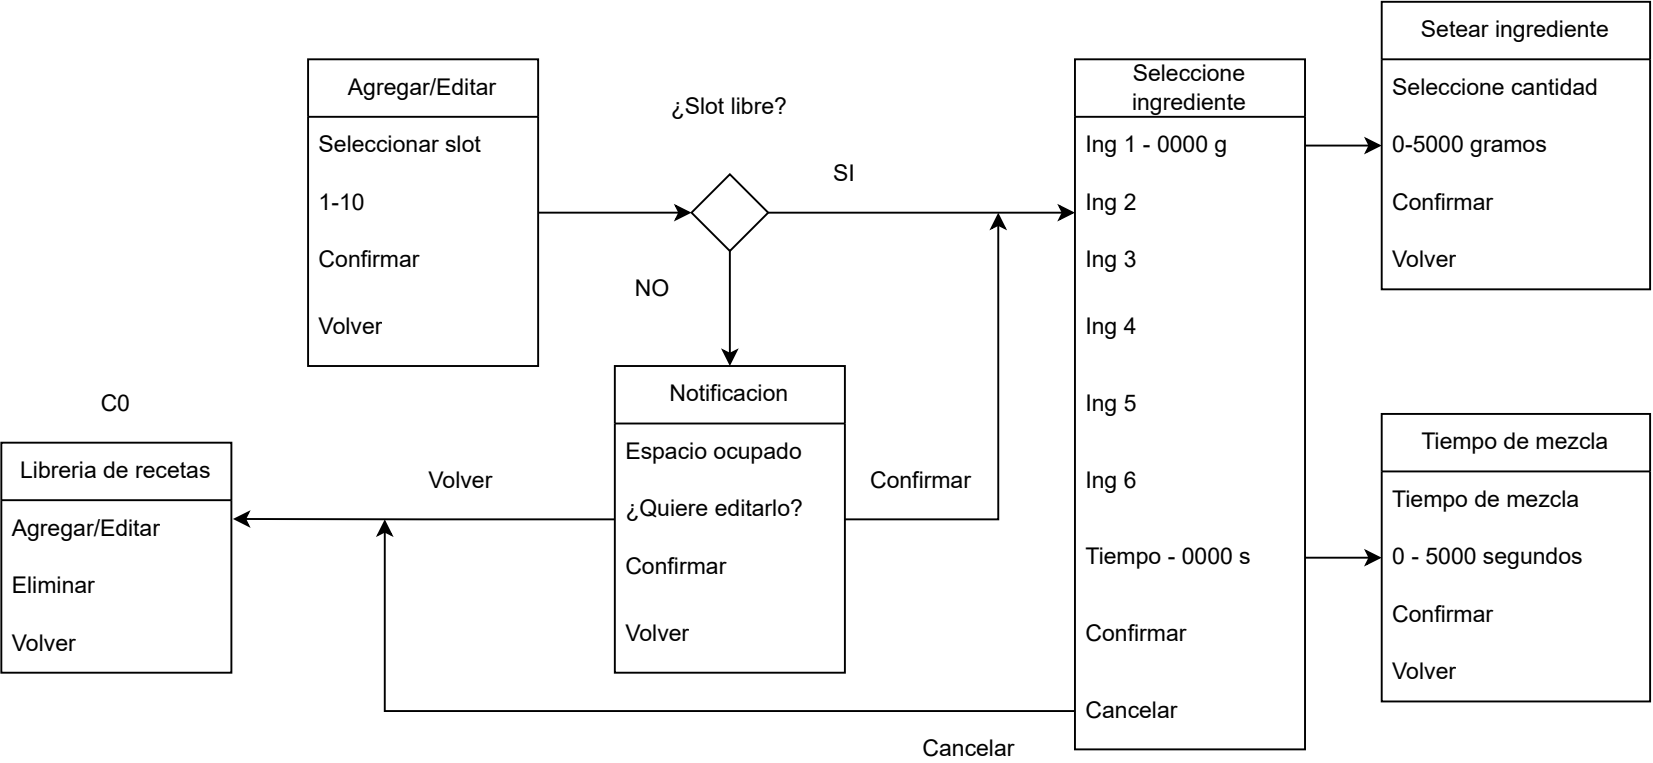 Agregar/Editar
Seleccionar slot
1-10
Confirmar
Volver
¿Slot libre?
SI
NO
Seleccione
ingrediente
Ing 1 - 0000 g
Ing 2
Ing 3
Ing 4
Ing 5
Ing 6
Tiempo - 0000 s
Confirmar
Cancelar
Setear ingrediente
Seleccione cantidad
0-5000 gramos
Confirmar
Volver
Notificacion
Espacio ocupado
¿Quiere editarlo?
Confirmar
Volver
Confirmar
Volver
C0
Libreria de recetas
Agregar/Editar
Eliminar
Volver
Tiempo de mezcla
Tiempo de mezcla
0 - 5000 segundos
Confirmar
Volver
Cancelar